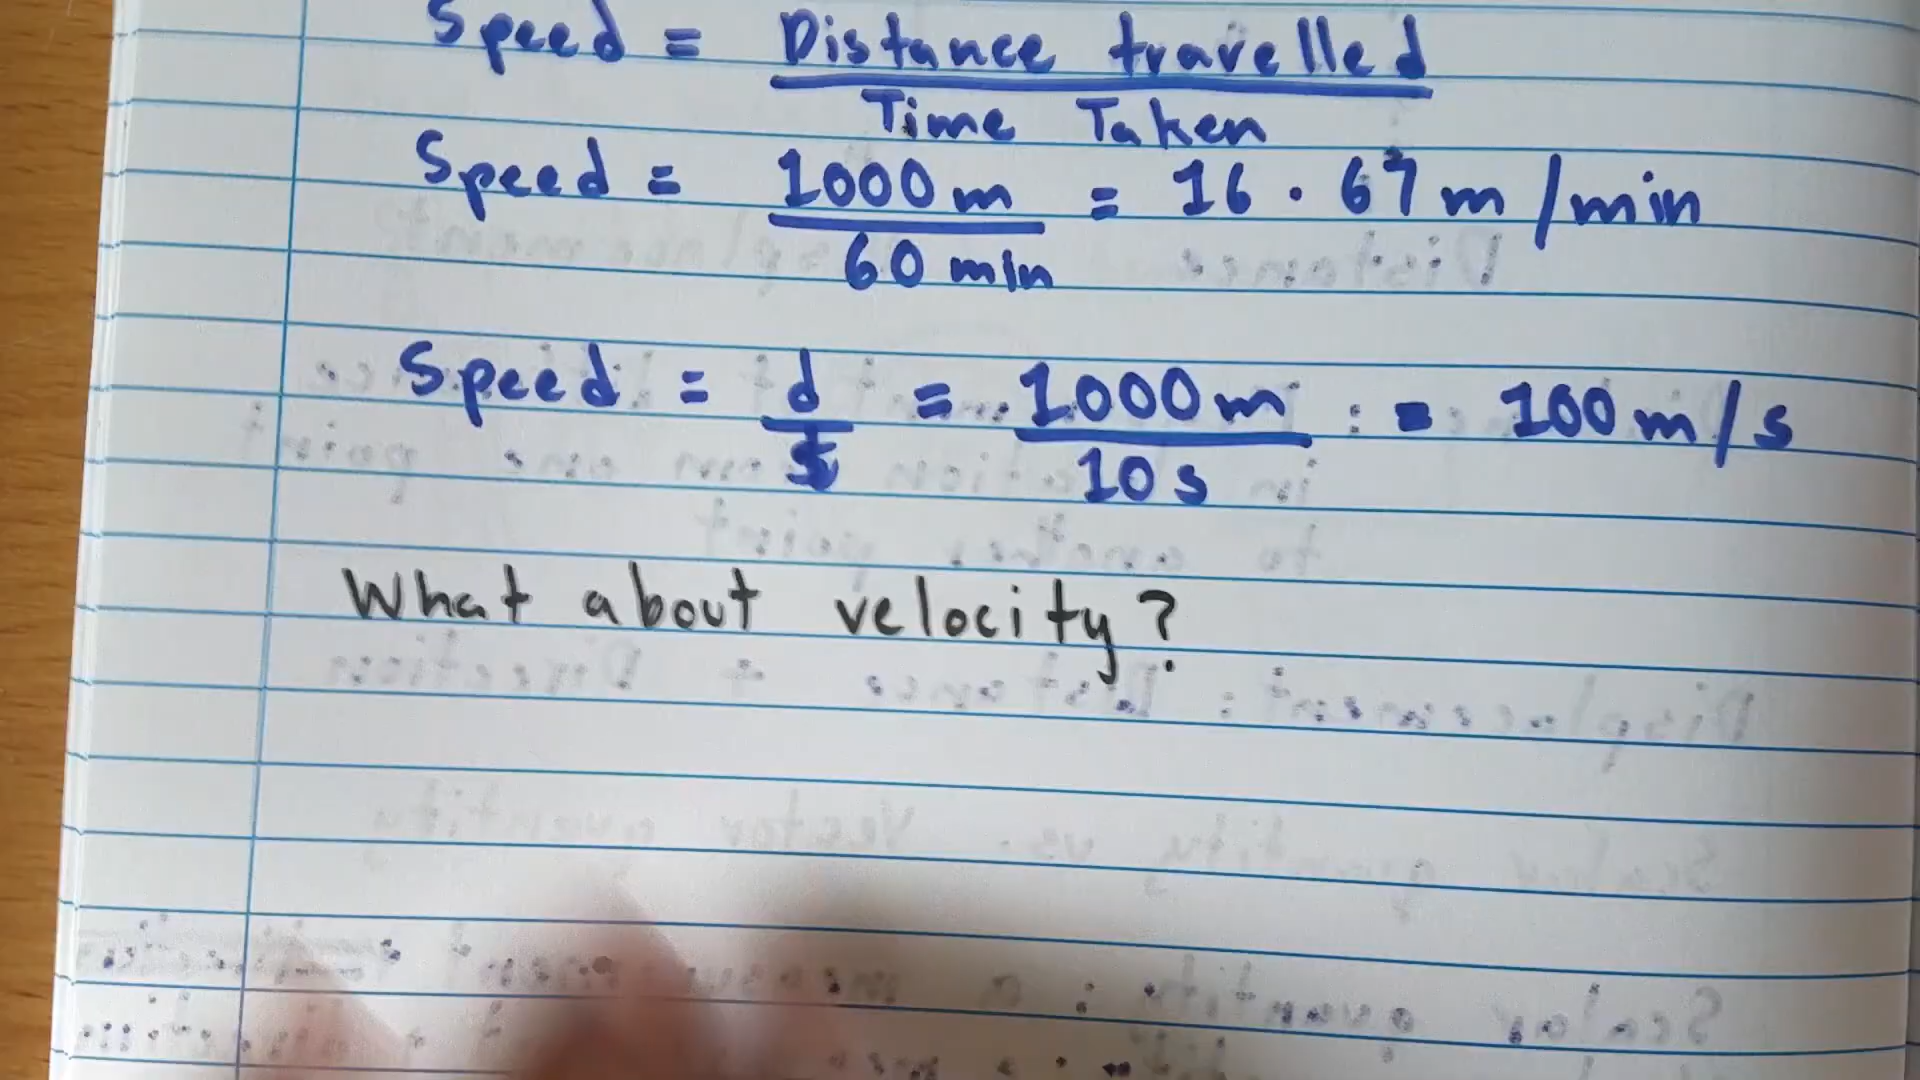 Speed = Distance travelled
Time Taken
Speed = 1000 m = 16.67 m/min
60 min
Speed = d = 1000 m = 100 m/s
t 10 s
What about velocity?